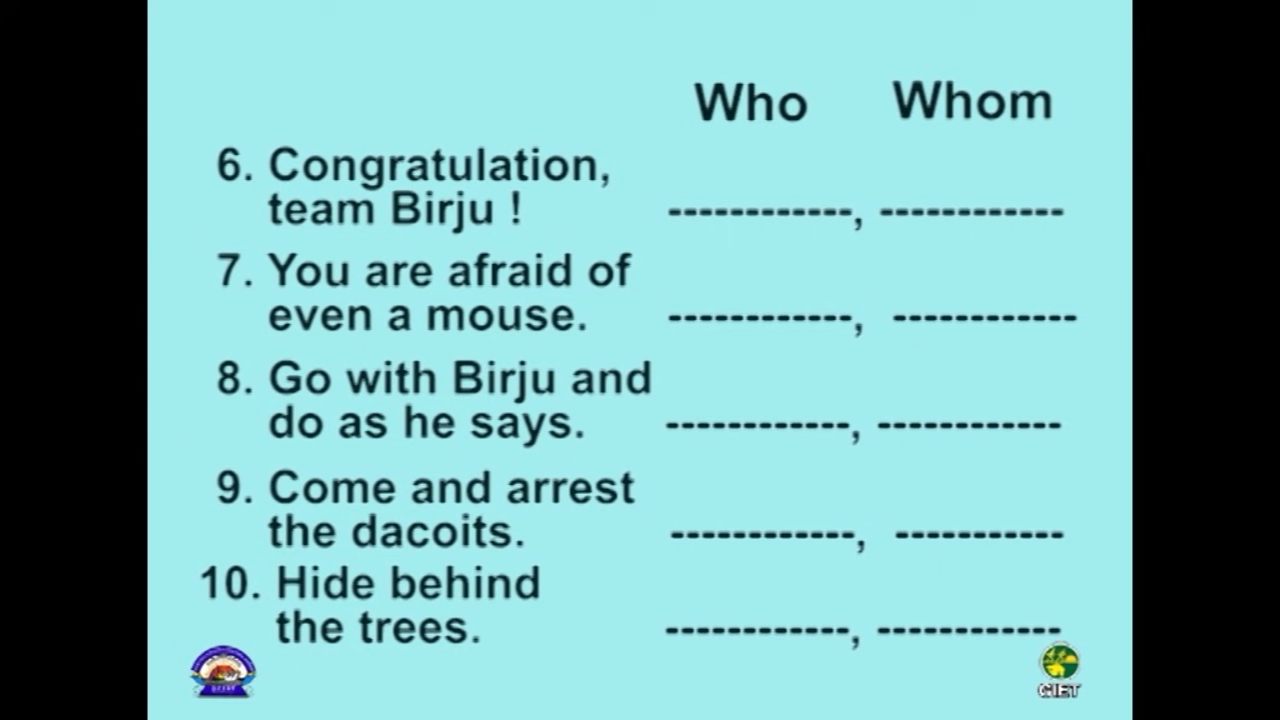 Who Whom
6. Congratulation,
team Birju !
------------, ------------
7. You are afraid of
even a mouse.
------------, ------------
8. Go with Birju and
do as he says.
------------, ------------
9. Come and arrest
the dacoits.
------------, -----------
10. Hide behind
the trees.
------------, ------------
GIET